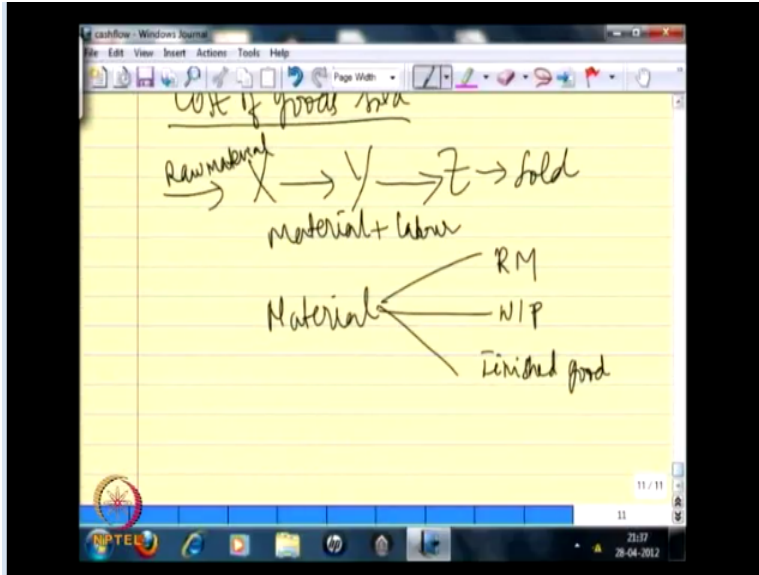 cashflow - Windows Journal
File Edit View Insert Actions Tools Help
Page Width
Cost of goods sold
Raw material
X → Y → Z → Sold
Material + Labour
Material
RM
WIP
Finished good
11 / 11
11
NPTEL
hp
21:37
28-04-2012